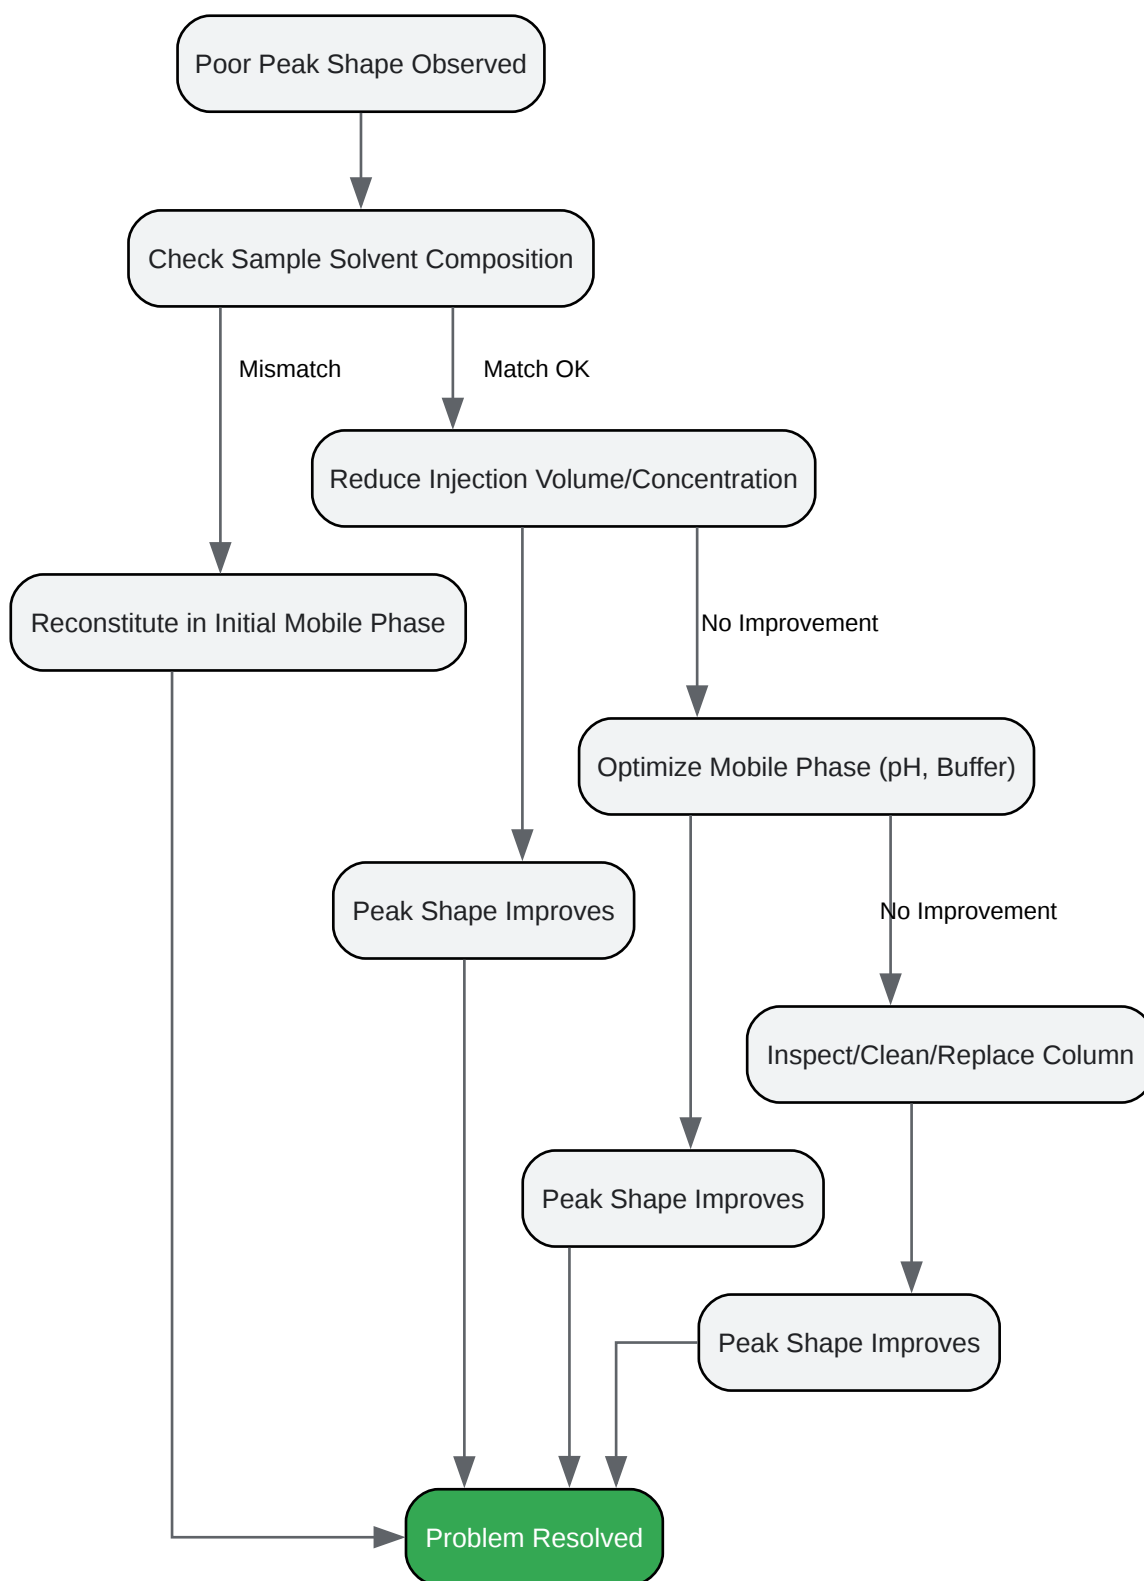 Poor Peak Shape Observed
Check Sample Solvent Composition
Mismatch
Match OK
Reduce Injection Volume/Concentration
Reconstitute in Initial Mobile Phase
No Improvement
Optimize Mobile Phase (pH, Buffer)
Peak Shape Improves
No Improvement
Inspect/Clean/Replace Column
Peak Shape Improves
Peak Shape Improves
Problem Resolved